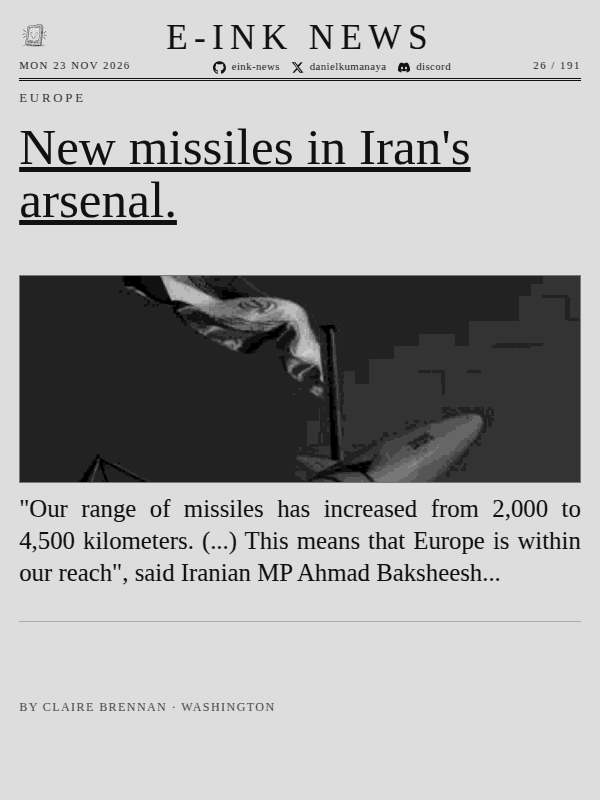 E-INK NEWS
MON 23 NOV 2026
eink-news danielkumanaya discord
26 / 191
EUROPE
New missiles in Iran's
arsenal.
"Our range of missiles has increased from 2,000 to
4,500 kilometers. (...) This means that Europe is within
our reach", said Iranian MP Ahmad Baksheesh...
BY CLAIRE BRENNAN · WASHINGTON